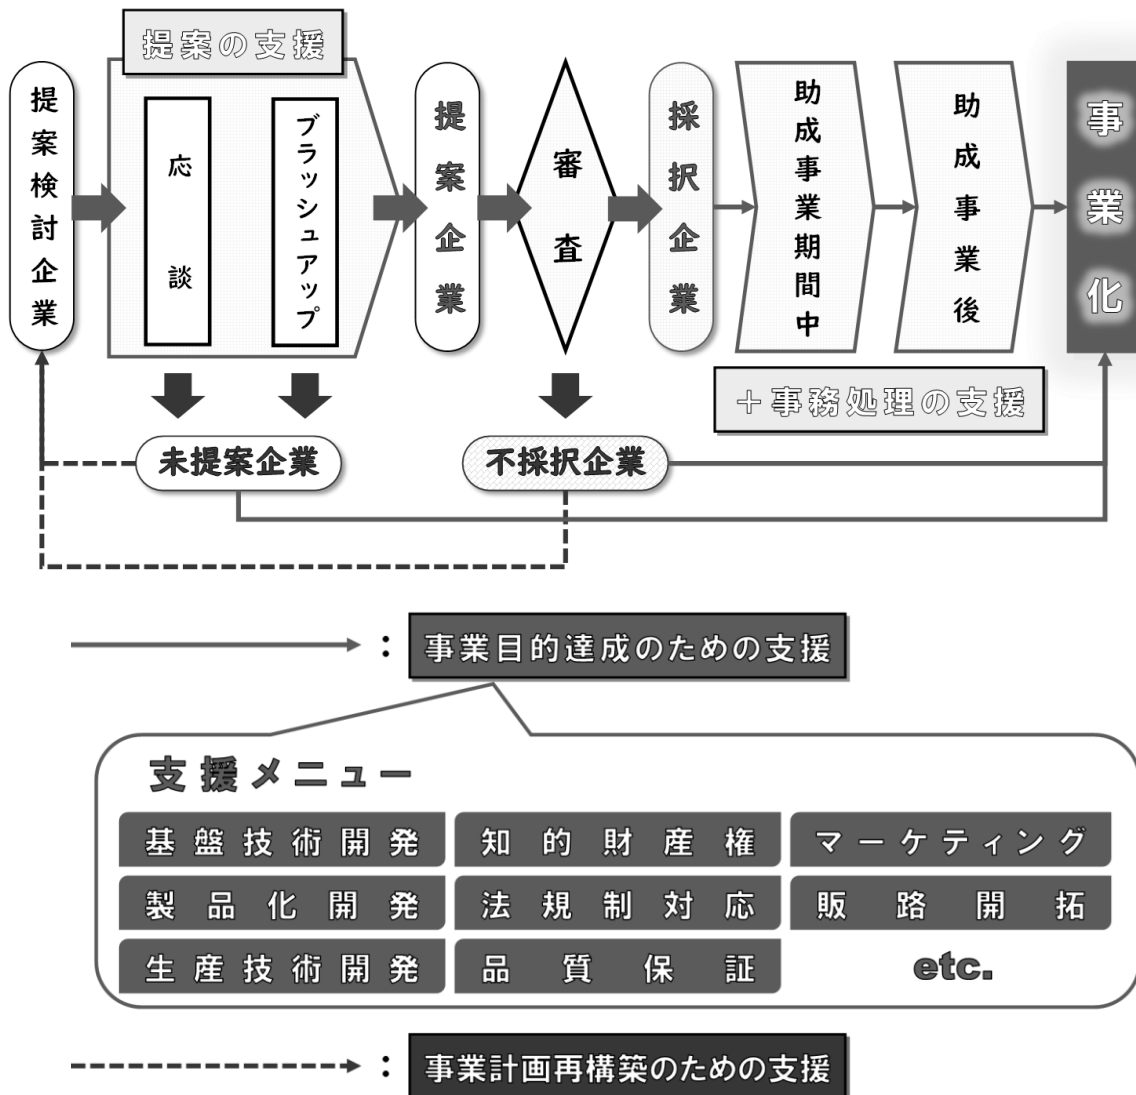 提案の支援
提案検討企業
応談
ブラッシュアップ
提案企業
審査
採択企業
助成事業期間中
助成事業後
事業化
＋事務処理の支援
未提案企業
不採択企業
：
事業目的達成のための支援
支援メニュー
基盤技術開発
知的財産権
マーケティング
製品化開発
法規制対応
販路開拓
生産技術開発
品質保証
etc.
：
事業計画再構築のための支援